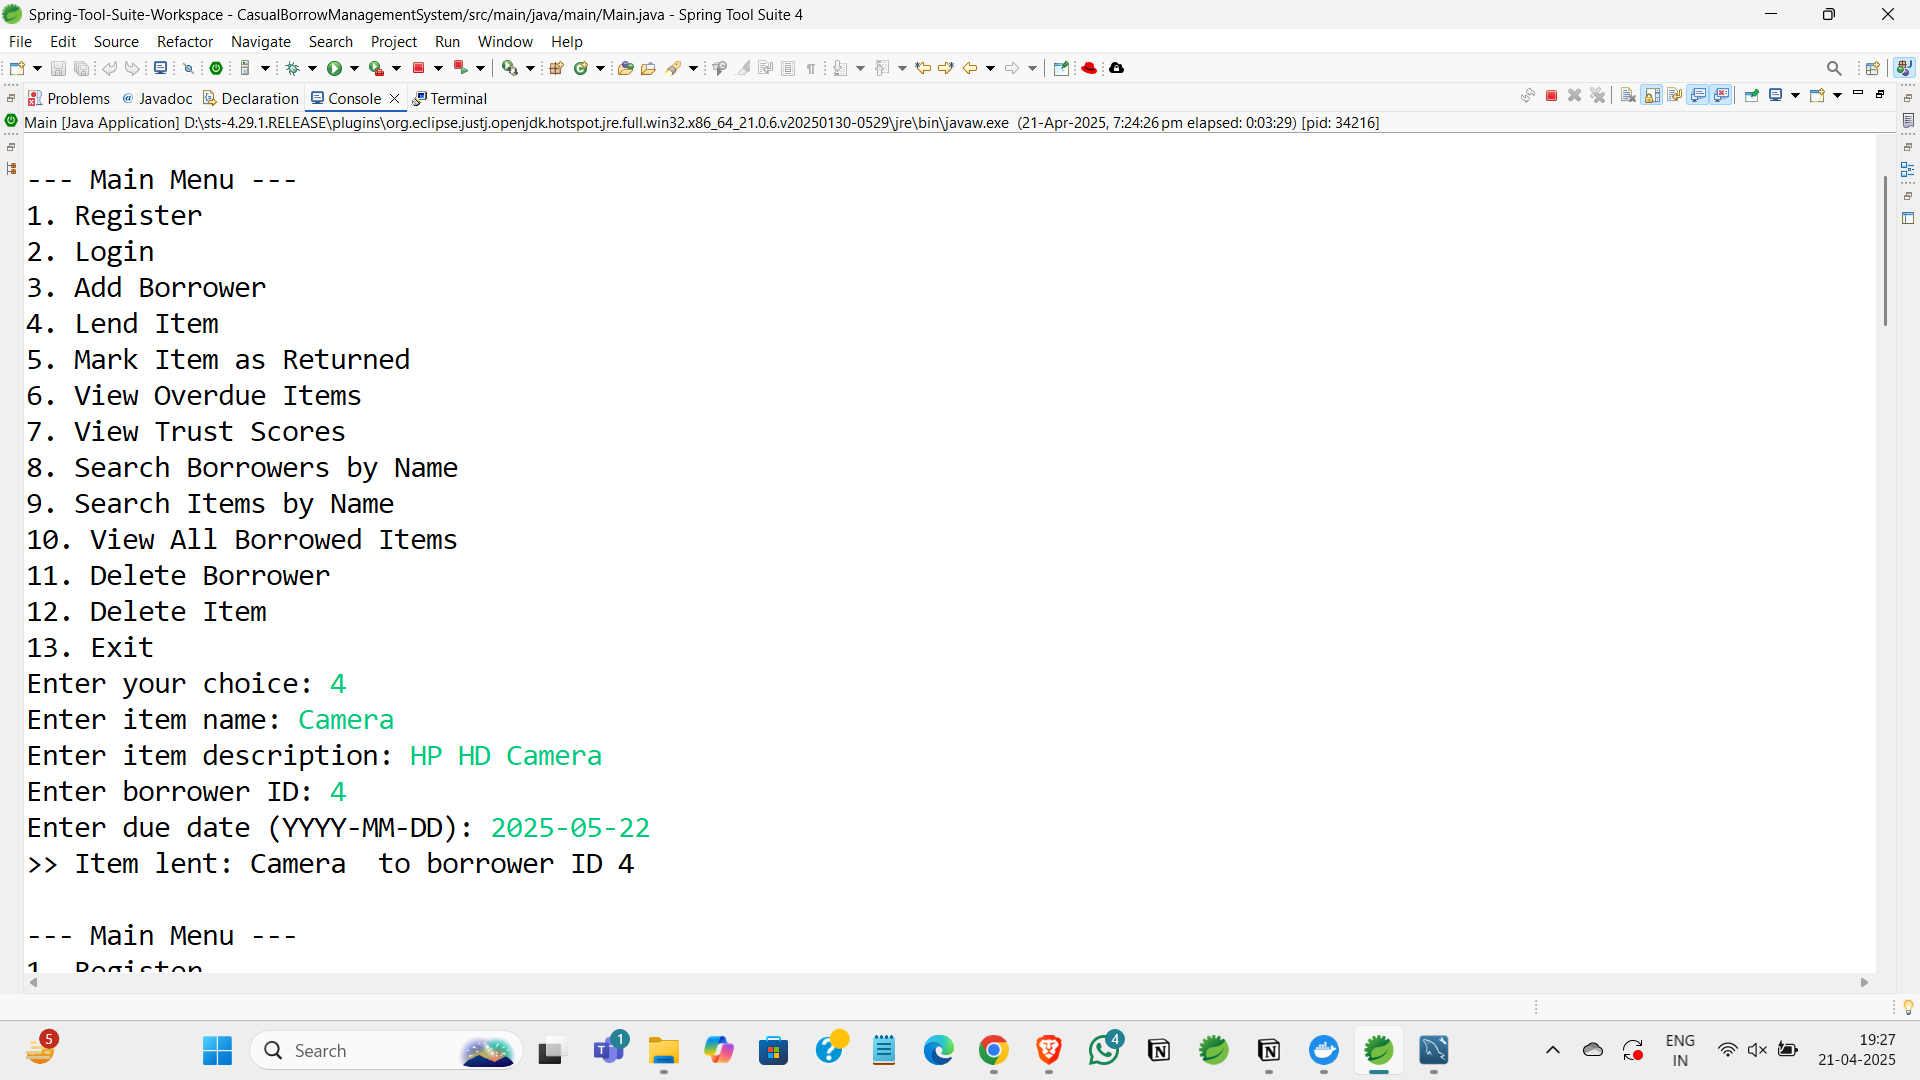 Spring-Tool-Suite-Workspace - CasualBorrowManagementSystem/src/main/java/main/Main.java - Spring Tool Suite 4
File Edit Source Refactor Navigate Search Project Run Window Help
Problems @ Javadoc Declaration Console Terminal
Main [Java Application] D:\sts-4.29.1.RELEASE\plugins\org.eclipse.justj.openjdk.hotspot.jre.full.win32.x86_64_21.0.6.v20250130-0529\jre\bin\javaw.exe (21-Apr-2025, 7:24:26 pm elapsed: 0:03:29) [pid: 34216]
--- Main Menu ---
1. Register
2. Login
3. Add Borrower
4. Lend Item
5. Mark Item as Returned
6. View Overdue Items
7. View Trust Scores
8. Search Borrowers by Name
9. Search Items by Name
10. View All Borrowed Items
11. Delete Borrower
12. Delete Item
13. Exit
Enter your choice: 4
Enter item name: Camera
Enter item description: HP HD Camera
Enter borrower ID: 4
Enter due date (YYYY-MM-DD): 2025-05-22
>> Item lent: Camera  to borrower ID 4
--- Main Menu ---
1. Register
5
Search
1
4
ENG
IN
19:27
21-04-2025